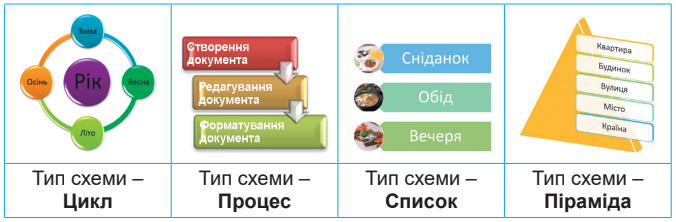 Зима
Осінь
Рік
Весна
Літо
Тип схеми –
Цикл
Створення
документа
Редагування
документа
Форматування
документа
Тип схеми –
Процес
Сніданок
Обід
Вечеря
Тип схеми –
Список
Квартира
Будинок
Вулиця
Місто
Країна
Тип схеми –
Піраміда